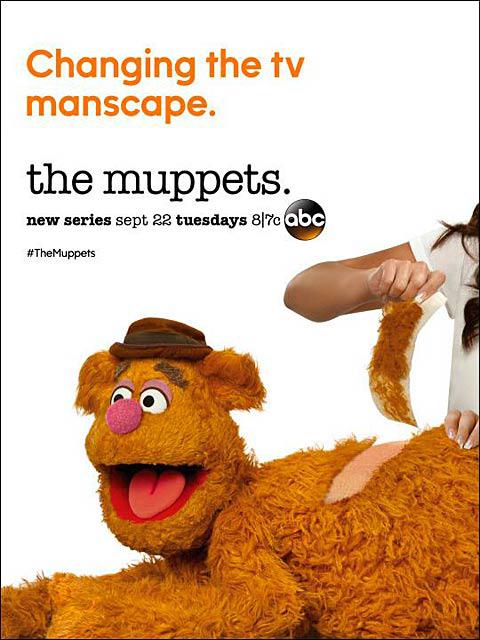 Changing the tv
manscape.
the muppets.
new series sept 22 tuesdays 8|7c abc
#TheMuppets